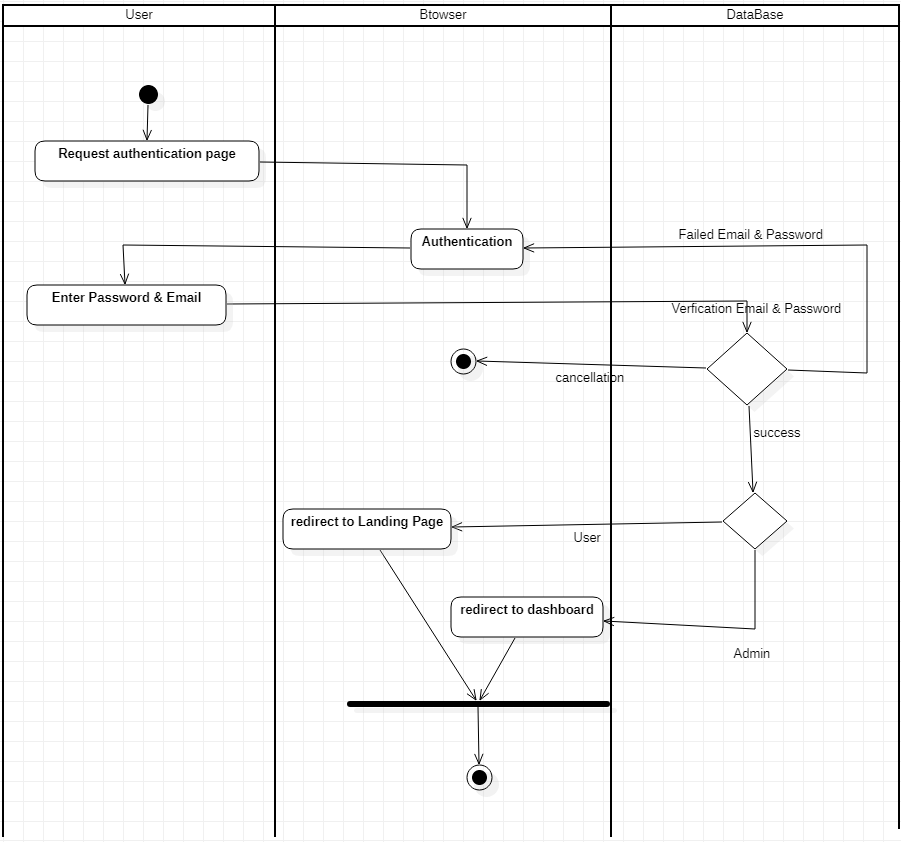 User
Btowser
DataBase
Request authentication page
Authentication
Failed Email & Password
Enter Password & Email
Verfication Email & Password
cancellation
success
redirect to Landing Page
User
redirect to dashboard
Admin